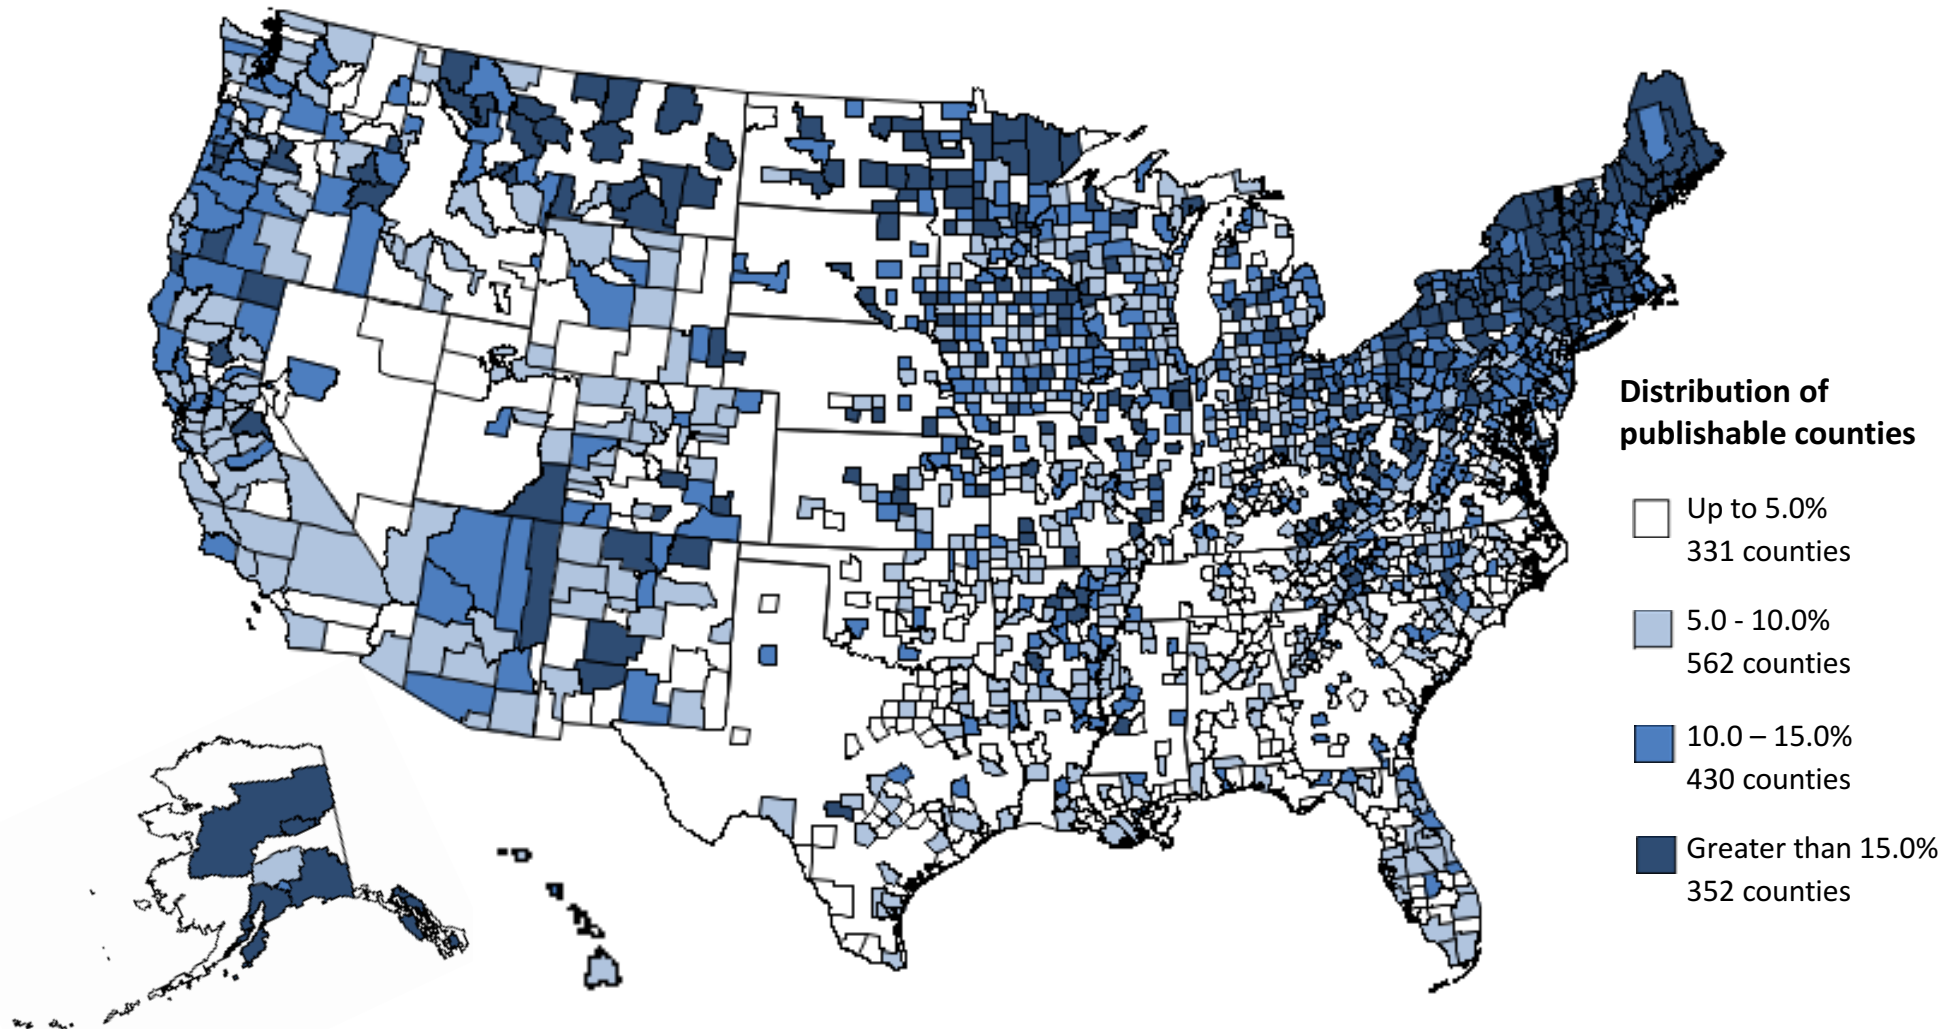 Distribution of
publishable counties
Up to 5.0%
331 counties
5.0 - 10.0%
562 counties
10.0 – 15.0%
430 counties
Greater than 15.0%
352 counties